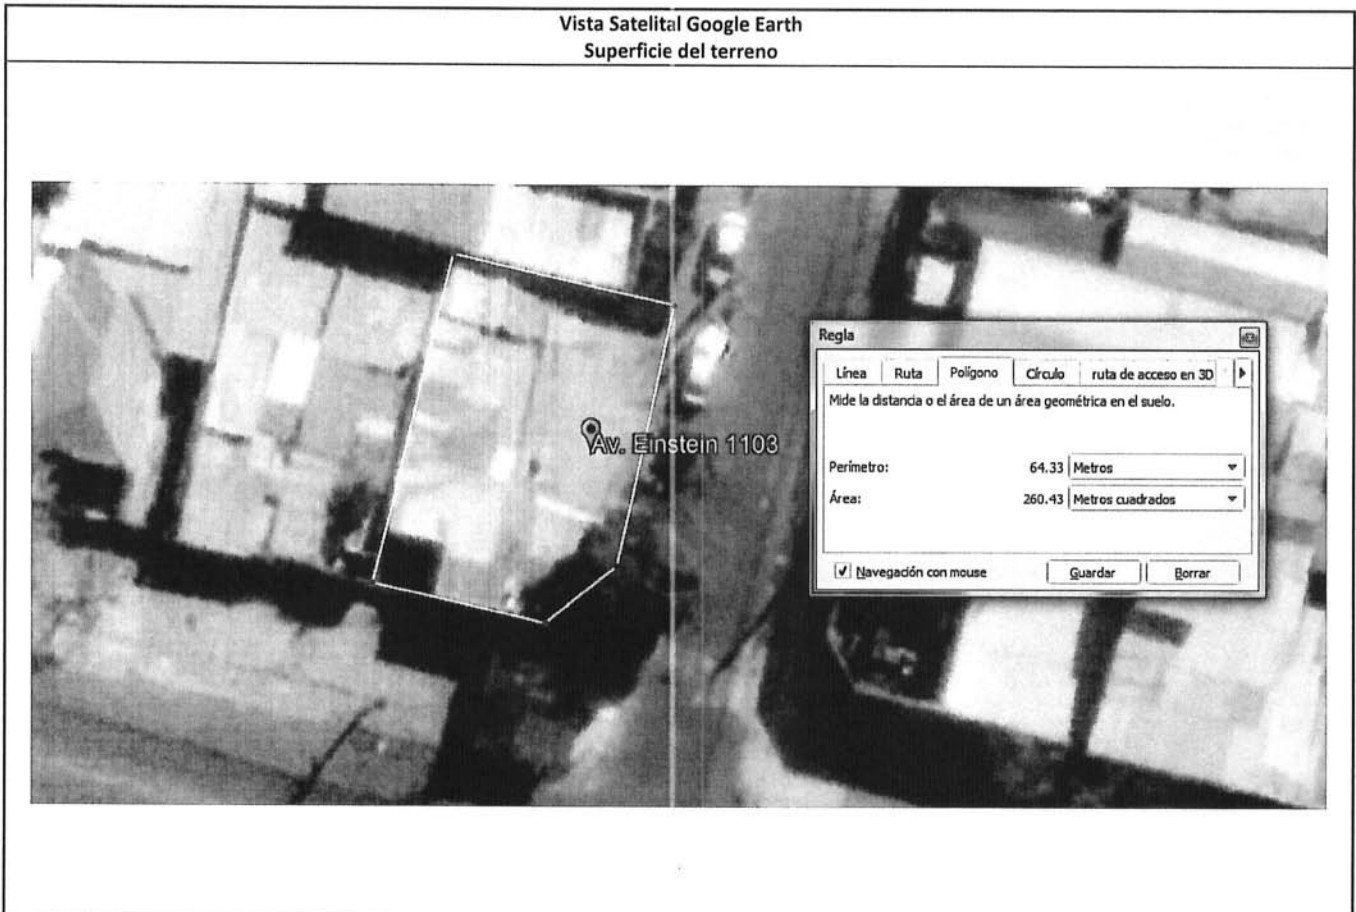 Vista Satelital Google Earth
Superficie del terreno
Av. Einstein 1103
Regla
Línea Ruta Polígono Círculo ruta de acceso en 3D
Mide la distancia o el área de un área geométrica en el suelo.
Perímetro: 64.33 Metros
Área: 260.43 Metros cuadrados
Navegación con mouse Guardar Borrar